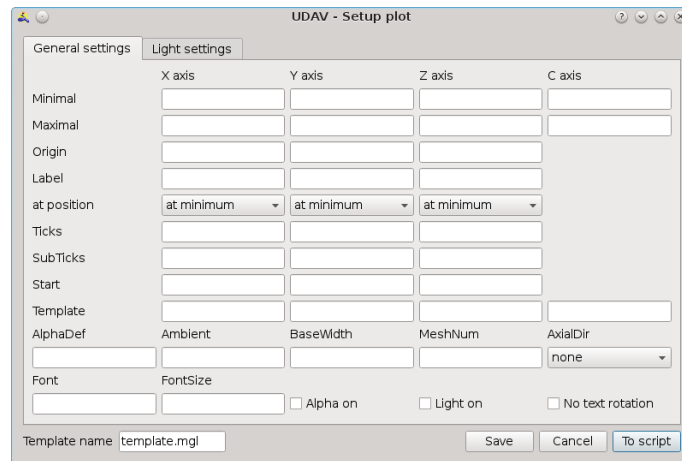 UDAV - Setup plot
General settings Light settings
X axis Y axis Z axis C axis
Minimal
Maximal
Origin
Label
at position at minimum at minimum at minimum
Ticks
SubTicks
Start
Template
AlphaDef Ambient BaseWidth MeshNum AxialDir
none
Font FontSize
Alpha on Light on No text rotation
Template name template.mgl Save Cancel To script